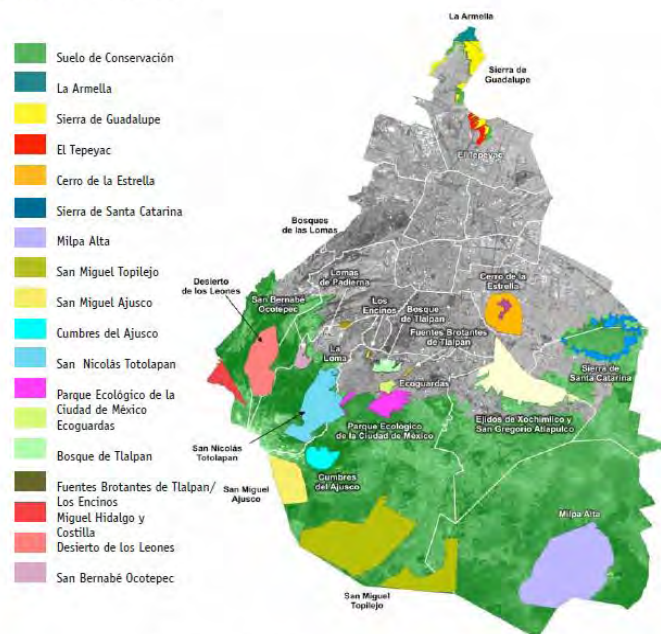 Suelo de Conservación
La Armella
Sierra de Guadalupe
El Tepeyac
Cerro de la Estrella
Sierra de Santa Catarina
Milpa Alta
San Miguel Topilejo
San Miguel Ajusco
Cumbres del Ajusco
San Nicolás Totolapan
Parque Ecológico de la
Ciudad de México
Ecoguardas
Bosque de Tlalpan
Fuentes Brotantes de Tlalpan/
Los Encinos
Miguel Hidalgo y
Costilla
Desierto de los Leones
San Bernabé Ocotepec
La Armella
Sierra de
Guadalupe
El Tepeyac
Bosques
de las Lomas
Desierto
de los Leones
San Bernabé
Ocotepec
Lomas
de Padierna
Los
Encinos
Bosque
de Tlalpan
Cerro de la
Estrella
Fuentes Brotantes
de Tlalpan
La
Loma
Ecoguardas
Sierra de
Santa Catarina
Parque Ecológico
de la Ciudad de México
Ejidos de Xochimilco y
San Gregorio Atlapulco
San Nicolás
Totolapan
San Miguel
Ajusco
Cumbres
del Ajusco
Milpa Alta
San Miguel
Topilejo